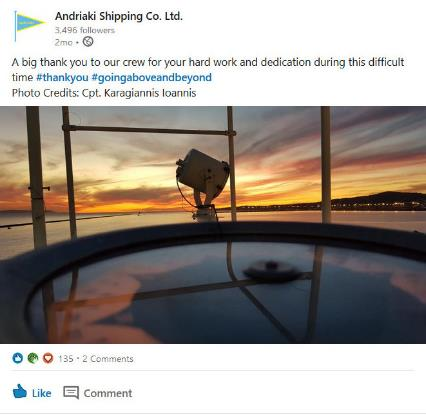 Andriaki Shipping Co. Ltd.
3,496 followers
2mo •
A big thank you to our crew for your hard work and dedication during this difficult
time #thankyou #goingaboveandbeyond
Photo Credits: Cpt. Karagiannis Ioannis
135 • 2 Comments
Like Comment